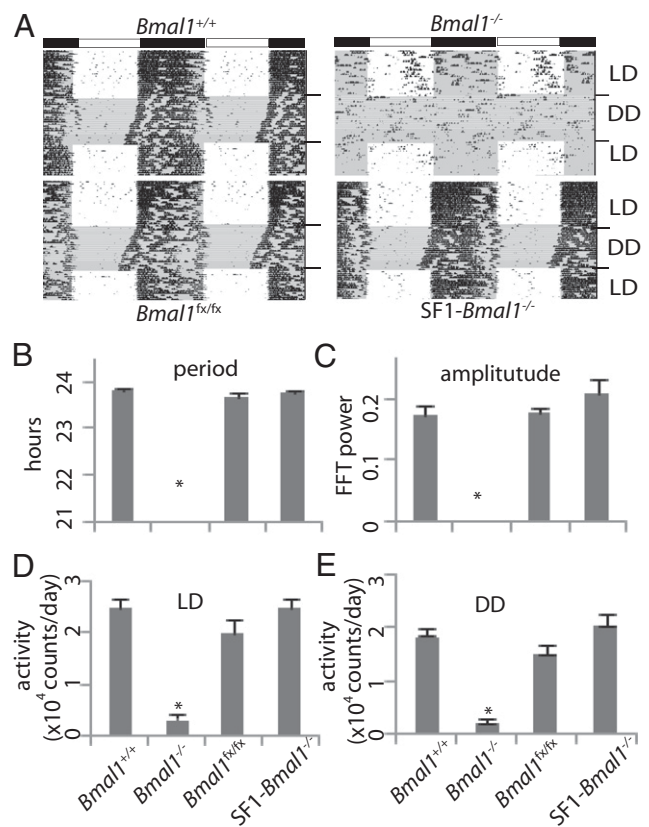 A
Bmal1+/+
Bmal1-/-
LD
DD
LD
LD
DD
LD
Bmal1fx/fx
SF1-Bmal1-/-
B
period
hours
24
23
22
21
*
C
amplitutude
FFT power
0.2
0.1
0
*
D
LD
activity
(x10⁴ counts/day)
3
2
1
0
*
Bmal1+/+
Bmal1-/-
Bmal1fx/fx
SF1-Bmal1-/-
E
DD
activity
(x10⁴ counts/day)
3
2
1
0
*
Bmal1+/+
Bmal1-/-
Bmal1fx/fx
SF1-Bmal1-/-